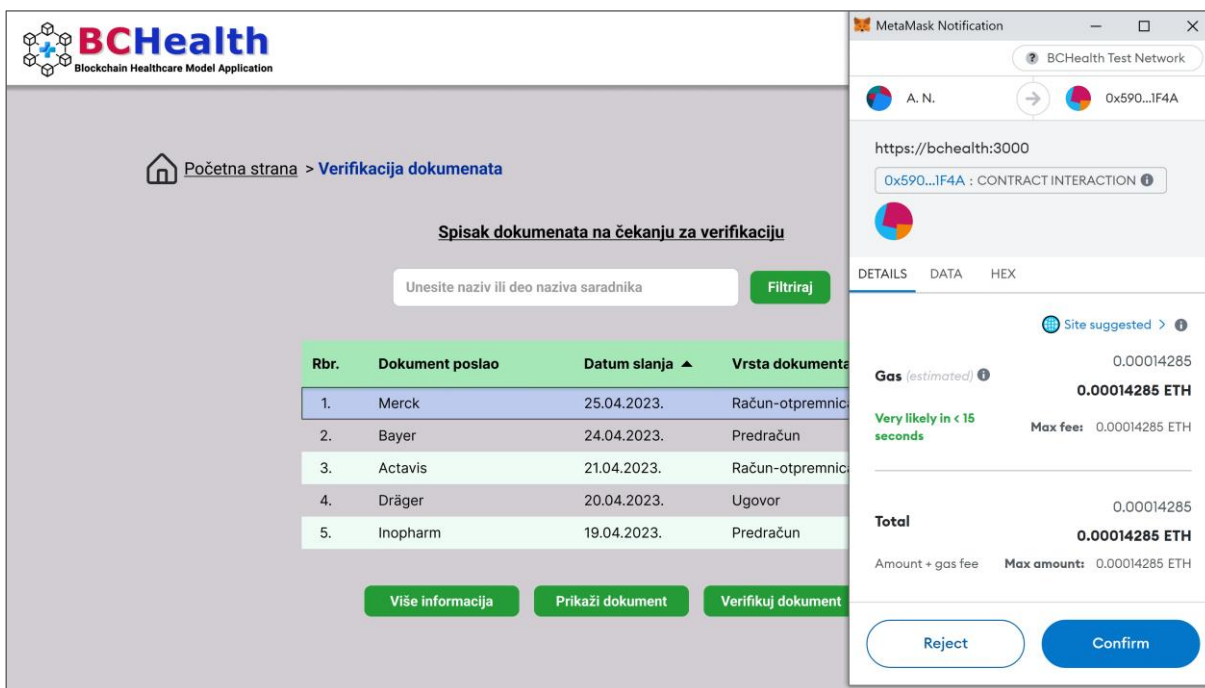 BCHealth
Blockchain Healthcare Model Application
Početna strana > Verifikacija dokumenata
Spisak dokumenata na čekanju za verifikaciju
Unesite naziv ili deo naziva saradnika Filtriraj
Rbr. Dokument poslao Datum slanja ▲ Vrsta dokumenta
1. Merck 25.04.2023. Račun-otpremnica
2. Bayer 24.04.2023. Predračun
3. Actavis 21.04.2023. Račun-otpremnica
4. Dräger 20.04.2023. Ugovor
5. Inopharm 19.04.2023. Predračun
Više informacija Prikaži dokument Verifikuj dokument
MetaMask Notification
? BCHealth Test Network
A. N. → 0x590...1F4A
https://bchealth:3000
0x590...1F4A : CONTRACT INTERACTION
DETAILS DATA HEX
Site suggested >
0.00014285
Gas (estimated) 0.00014285 ETH
Very likely in < 15 Max fee: 0.00014285 ETH
seconds
0.00014285
Total 0.00014285 ETH
Amount + gas fee Max amount: 0.00014285 ETH
Reject Confirm